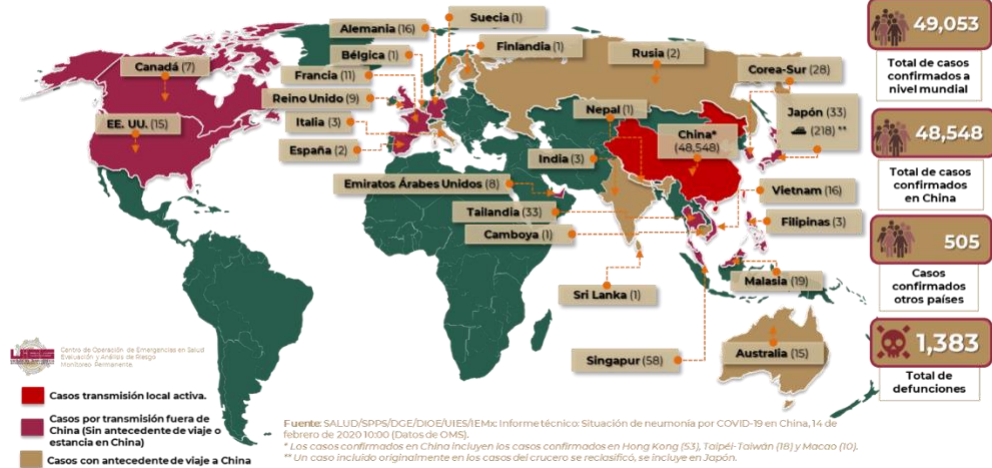 Suecia (1)
Alemania (16)
Finlandia (1)
Bélgica (1)
Rusia (2)
Canadá (7)
Francia (11)
Corea-Sur (28)
Reino Unido (9)
Nepal (1)
Japón (33)
(218) **
EE. UU. (15)
Italia (3)
China*
(48,548)
España (2)
India (3)
Emiratos Árabes Unidos (8)
Vietnam (16)
Tailandia (33)
Filipinas (3)
Camboya (1)
Malasia (19)
Sri Lanka (1)
Singapur (58)
Australia (15)
49,053
Total de casos
confirmados a
nivel mundial
48,548
Total de casos
confirmados
en China
505
Casos
confirmados
otros países
1,383
Total de
defunciones
Centro de Operación de Emergencias en Salud
Evaluación y Análisis de Riesgo
Monitoreo Permanente.
Casos transmisión local activa.
Casos por transmisión fuera de
China (Sin antecedente de viaje o
estancia en China)
Casos con antecedente de viaje a China
Fuente: SALUD/SPPS/DGE/DIOE/UIES/IEMx: Informe técnico: Situación de neumonía por COVID-19 en China, 14 de
febrero de 2020 10:00 (Datos de OMS).
* Los casos confirmados en China incluyen los casos confirmados en Hong Kong (53), Taipéi-Taiwán (18) y Macao (10).
** Un caso incluido originalmente en los casos del crucero se reclasificó, se incluye en Japón.